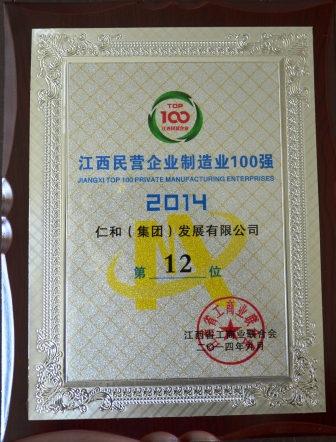 TOP
100
江西民营企业
江西民营企业制造业100强
JIANGXI TOP 100 PRIVATE MANUFACTURING ENTERPRISES
2014
仁和（集团）发展有限公司
第 12 位
江西省工商业联合会
二〇一四年九月